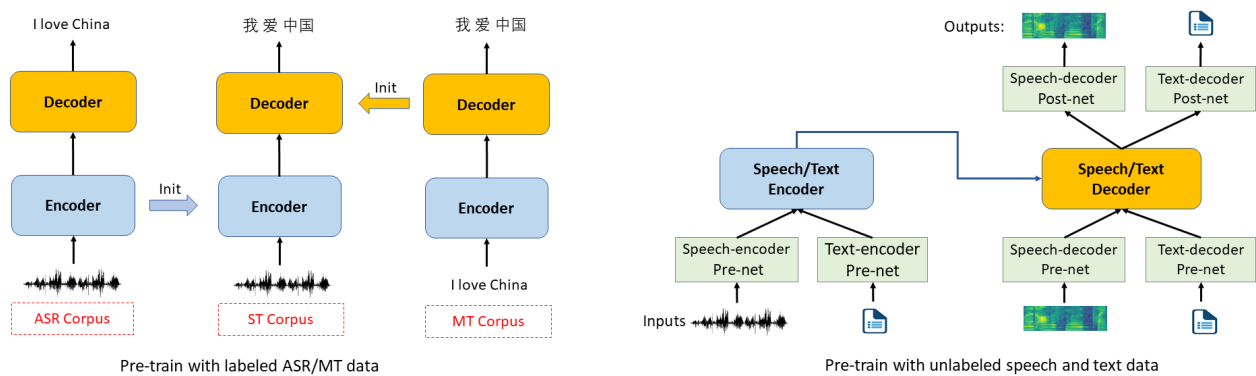 I love China
我 爱 中国
我 爱 中国
Decoder
Init
Decoder
Decoder
Encoder
Init
Encoder
Encoder
I love China
ASR Corpus
ST Corpus
MT Corpus
Pre-train with labeled ASR/MT data
Outputs:
Speech-decoder
Post-net
Text-decoder
Post-net
Speech/Text
Encoder
Speech/Text
Decoder
Speech-encoder
Pre-net
Text-encoder
Pre-net
Speech-decoder
Pre-net
Text-decoder
Pre-net
Inputs
Pre-train with unlabeled speech and text data